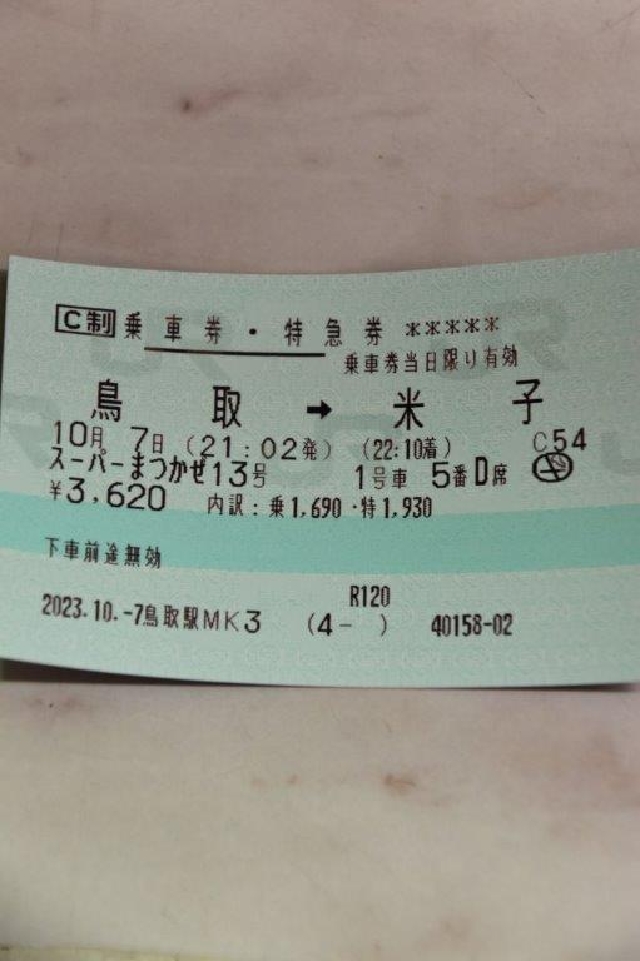 C制 乗車券・特急券 *****
乗車券当日限り有効
鳥取 → 米子
10月 7日 (21:02発) (22:10着) C54
スーパーまつかぜ13号 1号車 5番D席
¥3,620 内訳:乗1,690・特1,930
下車前途無効
R120
2023.10.-7鳥取駅MK3 (4- ) 40158-02